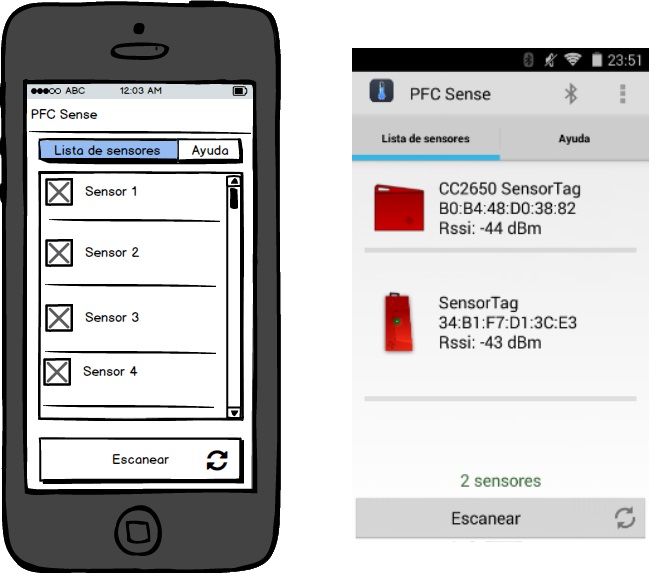 ABC 12:03 AM
PFC Sense
Lista de sensores Ayuda
Sensor 1
Sensor 2
Sensor 3
Sensor 4
Escanear
23:51
PFC Sense
Lista de sensores Ayuda
CC2650 SensorTag
B0:B4:48:D0:38:82
Rssi: -44 dBm
SensorTag
34:B1:F7:D1:3C:E3
Rssi: -43 dBm
2 sensores
Escanear